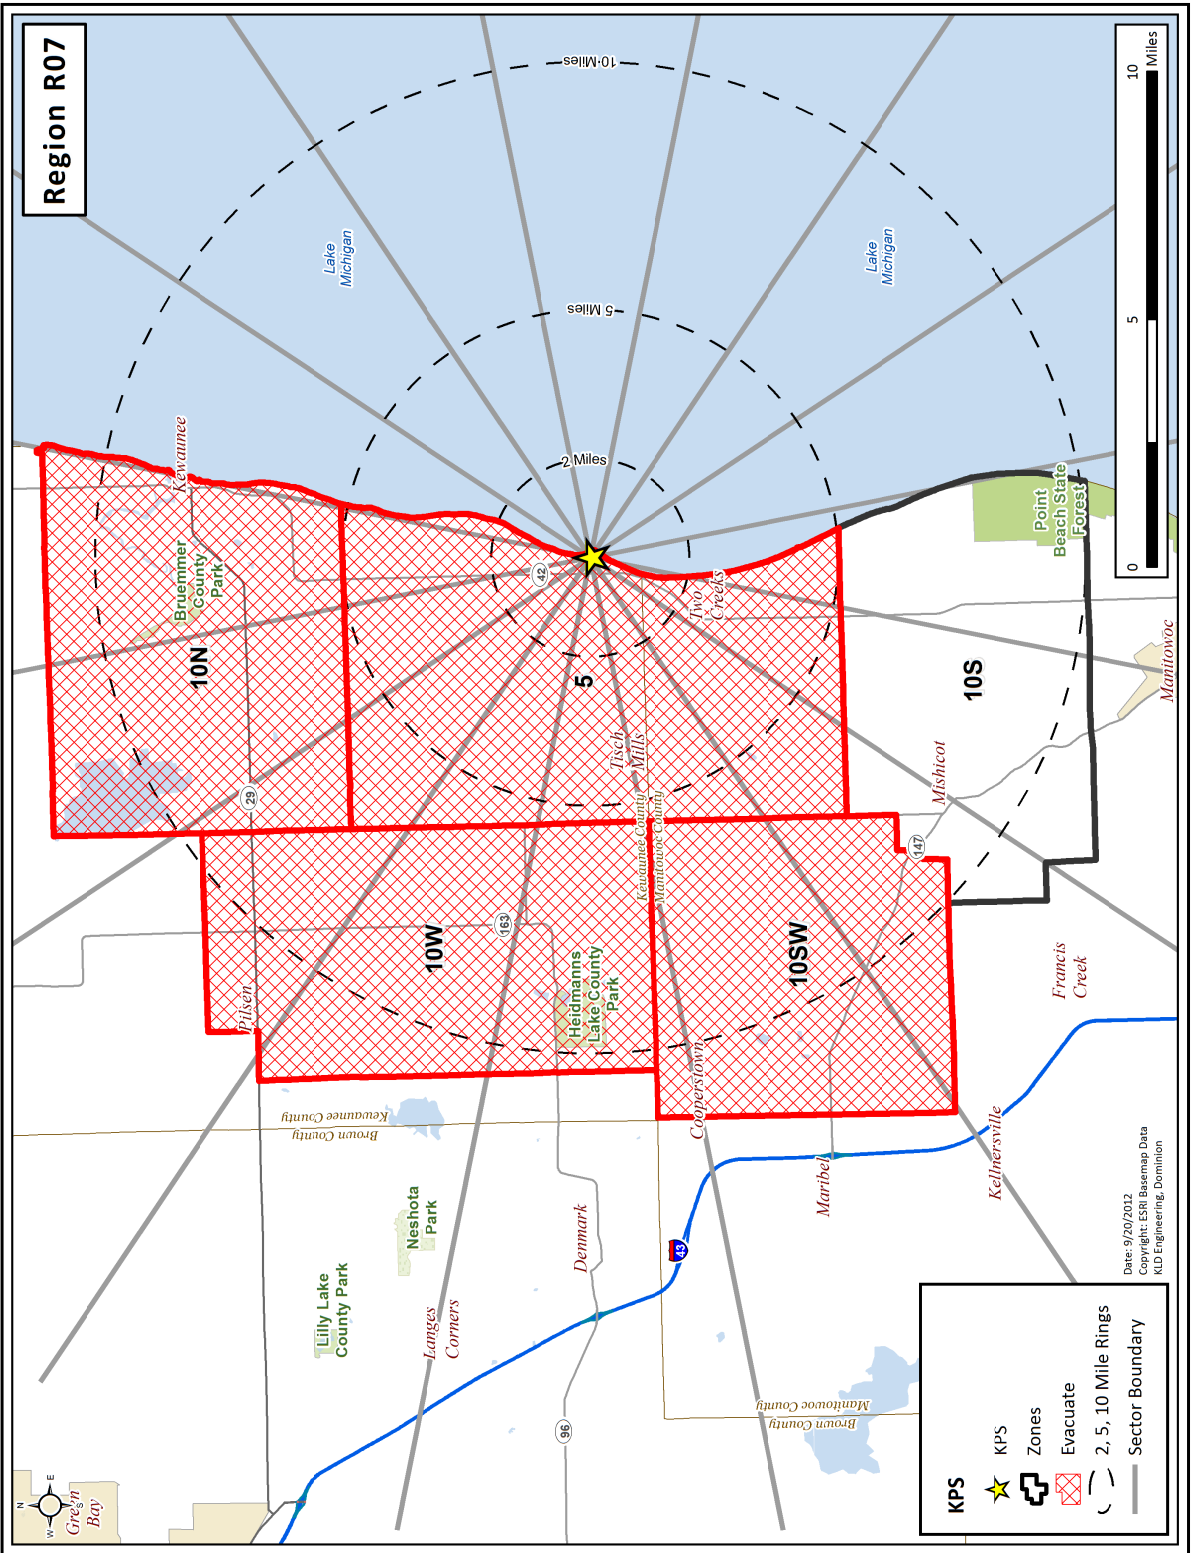 Region R07
10 Miles
5 Miles
2 Miles
Lake
Michigan
Lake
Michigan
Kewaunee
Bruemmer
County
Park
10N
42
29
5
Two
Creeks
Tisch
Mills
Kewaunee County
Manitowoc County
10S
Point
Beach State
Forest
Manitowoc
Mishicot
147
Pilsen
10W
163
Heidmanns
Lake County
Park
10SW
Francis
Creek
Cooperstown
Kewaunee County
Brown County
Maribel
Kellnersville
Neshota
Park
Denmark
43
Lilly Lake
County Park
Langes
Corners
96
Manitowoc County
Brown County
Green
Bay
N
E
S
W
0
5
10
Miles
Date: 9/20/2012
Copyright: ESRI Basemap Data
KLD Engineering, Dominion
KPS
KPS
Zones
Evacuate
2, 5, 10 Mile Rings
Sector Boundary